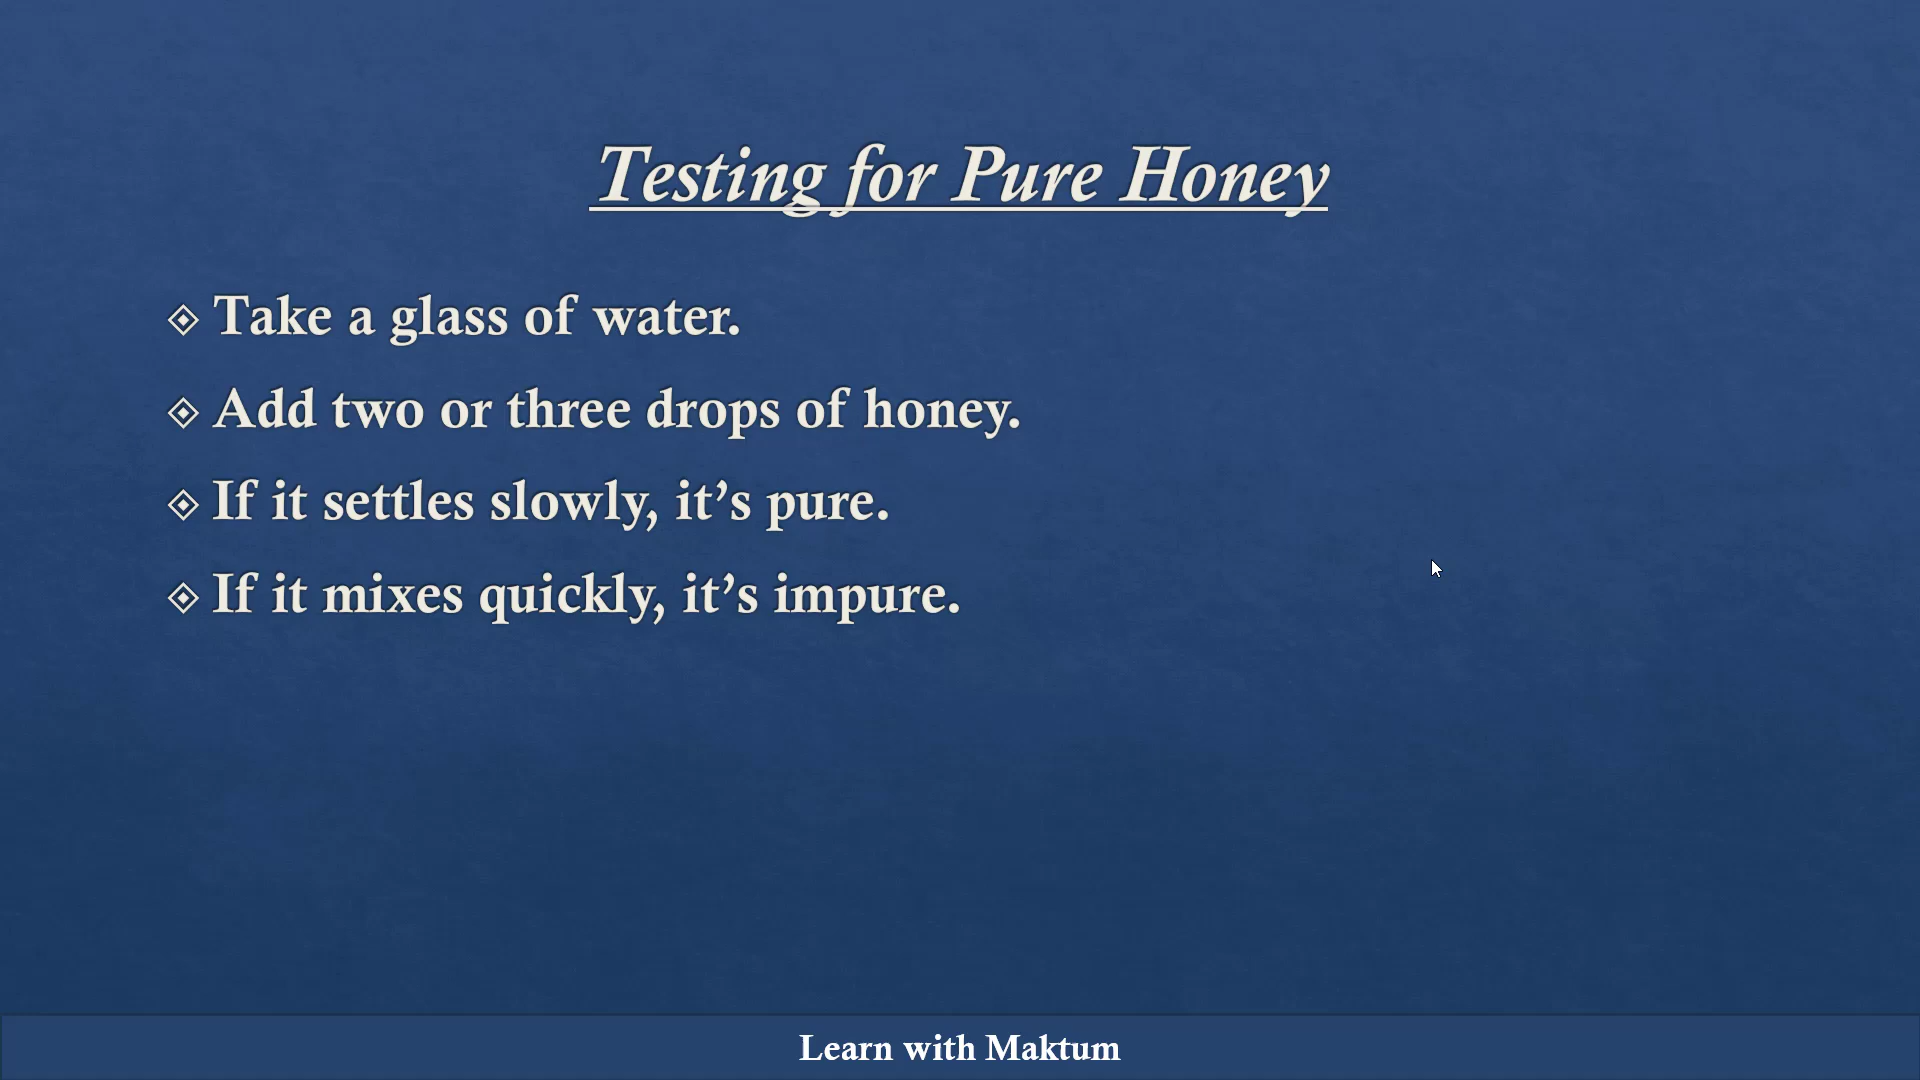 Testing for Pure Honey
Take a glass of water.
Add two or three drops of honey.
If it settles slowly, it’s pure.
If it mixes quickly, it’s impure.
Learn with Maktum